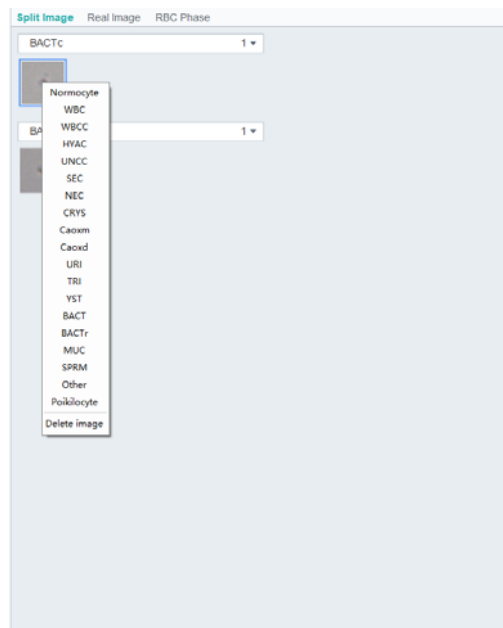 Split Image Real Image RBC Phase
BACTc 1
Normocyte
WBC
WBCC
BA 1
HYAC
UNCC
SEC
NEC
CRYS
Caoxm
Caoxd
URI
TRI
YST
BACT
BACTr
MUC
SPRM
Other
Poikilocyte
Delete image